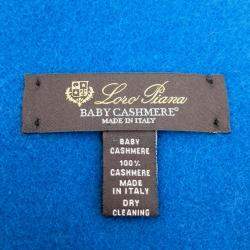 Loro Piana
BABY CASHMERE®
MADE IN ITALY
BABY
CASHMERE
100%
CASHMERE
MADE
IN ITALY
DRY
CLEANING